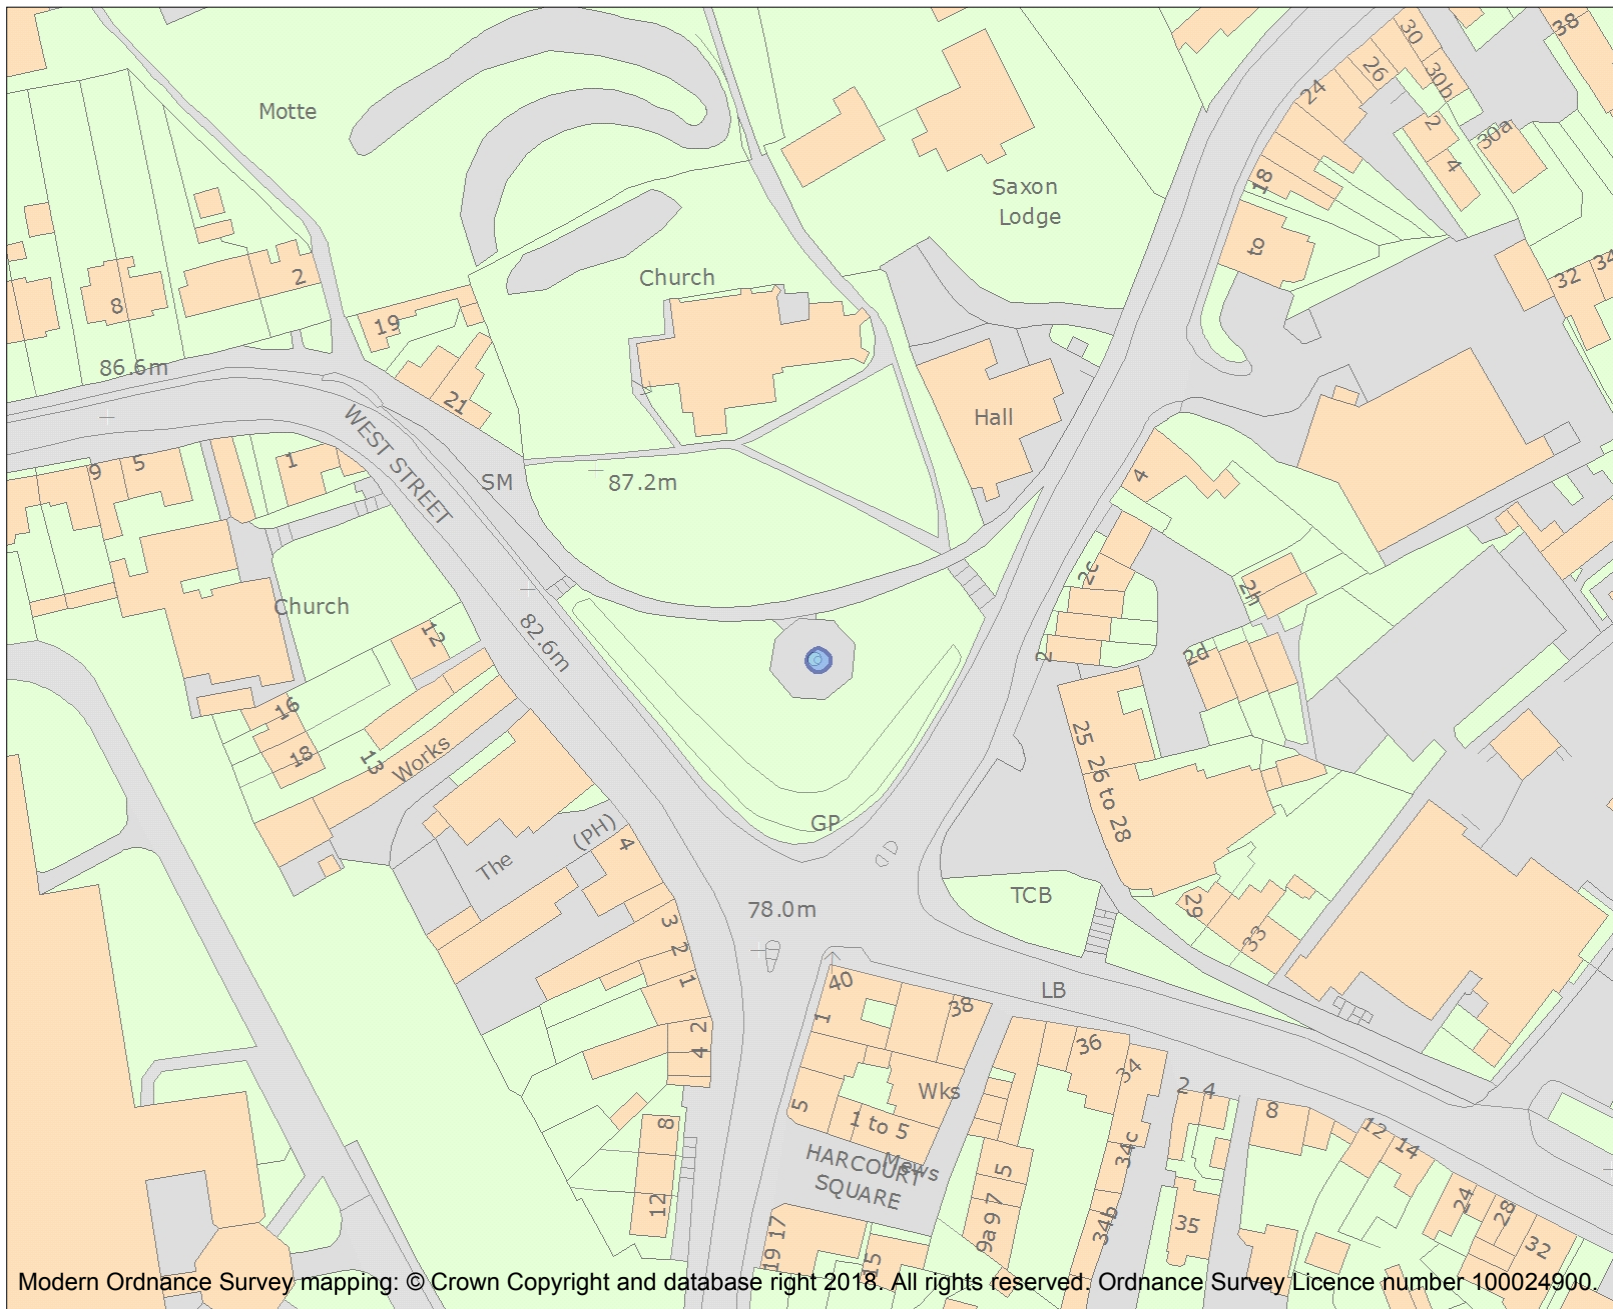 38
30
26
30b
24
Motte
2
30a
4
18
Saxon
Lodge
to
34
32
Church
2
8
19
86.6m
21
Hall
WEST STREET
9
5
1
SM
87.2m
4
2c
2h
Church
12
82.6m
2
2d
16
18
13
Works
25
26 to 28
GP
(PH)
The
4
TCB
29
33
78.0m
3
2
1
LB
40
38
1
2
4
36
34
Wks
2
4
8
5
1 to 5
8
12
14
34c
Mews
HARCOURT
SQUARE
5
7
9
9a
12
24
28
32
34b
35
17
19
15
Modern Ordnance Survey mapping: © Crown Copyright and database right 2018. All rights reserved. Ordnance Survey Licence number 100024900.